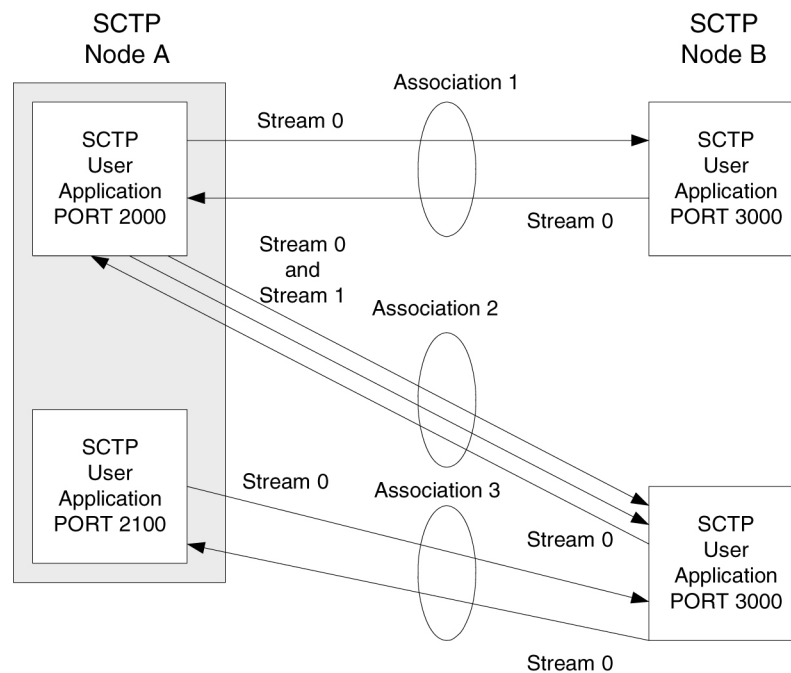 SCTP
Node A
SCTP
Node B
Association 1
SCTP
User
Application
PORT 2000
Stream 0
SCTP
User
Application
PORT 3000
Stream 0
Stream 0
and
Stream 1
Association 2
SCTP
User
Application
PORT 2100
Stream 0
Association 3
Stream 0
SCTP
User
Application
PORT 3000
Stream 0